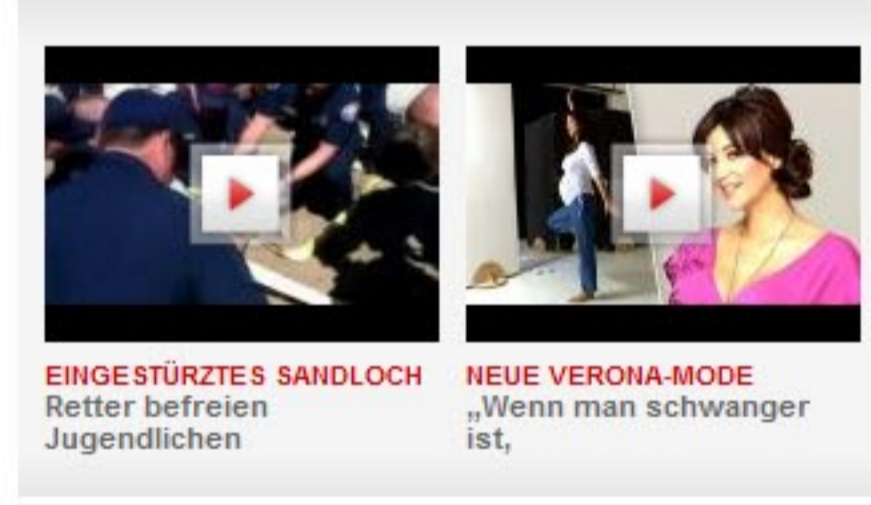 EINGESTÜRZTES SANDLOCH
Retter befreien
Jugendlichen
NEUE VERONA-MODE
„Wenn man schwanger
ist,